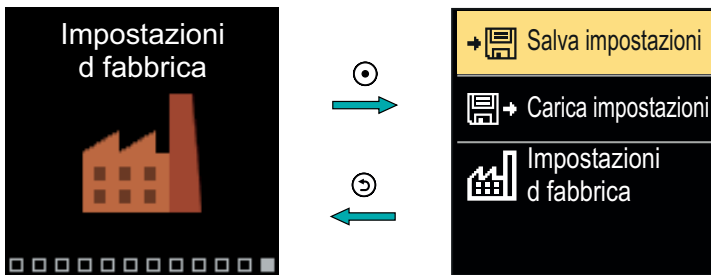 Impostazioni
d fabbrica
Salva impostazioni
Carica impostazioni
Impostazioni
d fabbrica